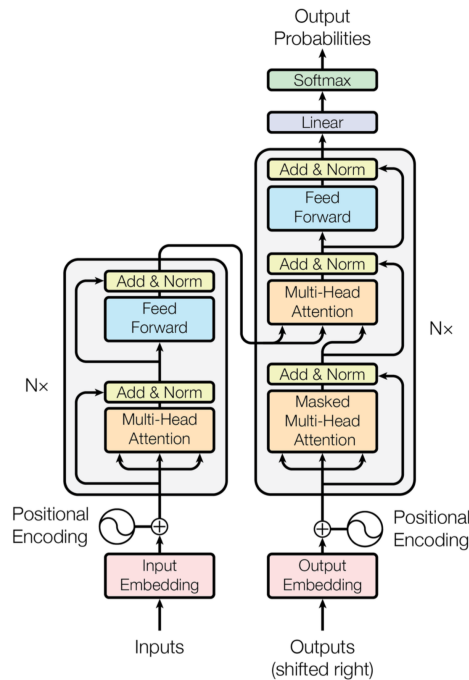 Output
Probabilities
Softmax
Linear
Add & Norm
Feed
Forward
Add & Norm
Multi-Head
Attention
N×
Add & Norm
Masked
Multi-Head
Attention
Add & Norm
Feed
Forward
N×
Add & Norm
Multi-Head
Attention
Positional
Encoding
Positional
Encoding
Input
Embedding
Output
Embedding
Inputs
Outputs
(shifted right)